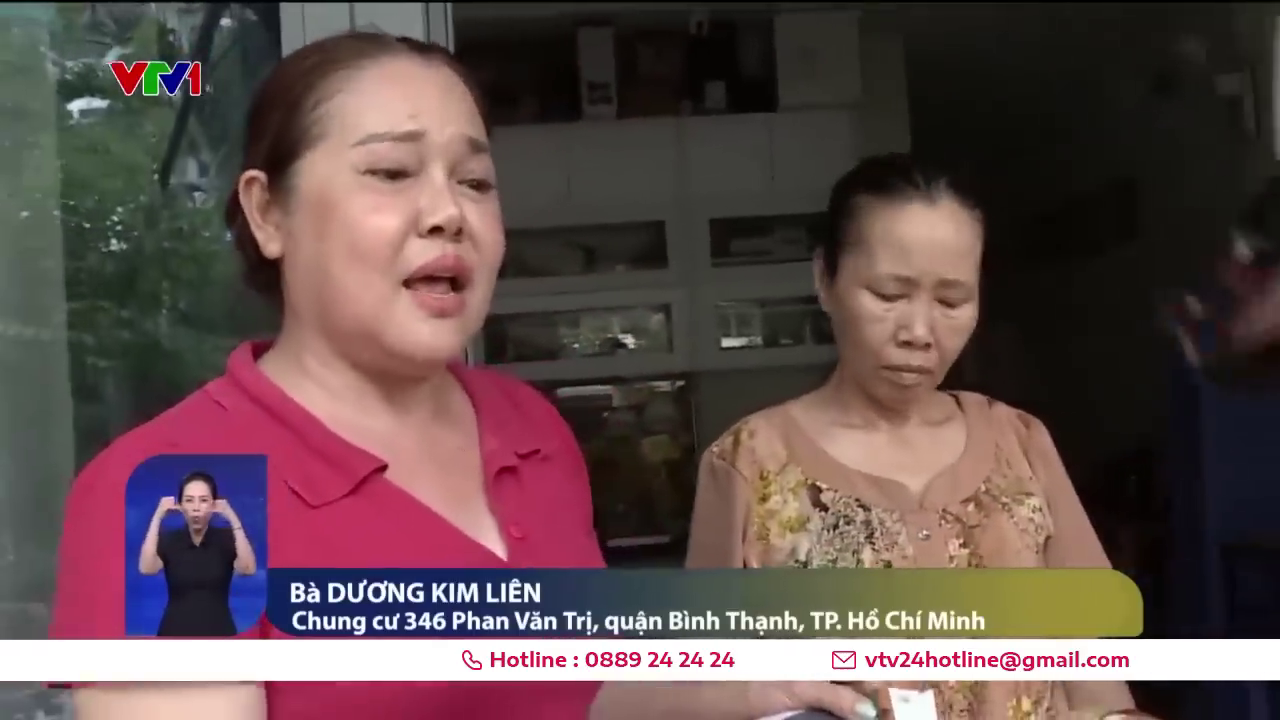 VTV1
Bà DƯƠNG KIM LIÊN
Chung cư 346 Phan Văn Trị, quận Bình Thạnh, TP. Hồ Chí Minh
Hotline : 0889 24 24 24
vtv24hotline@gmail.com